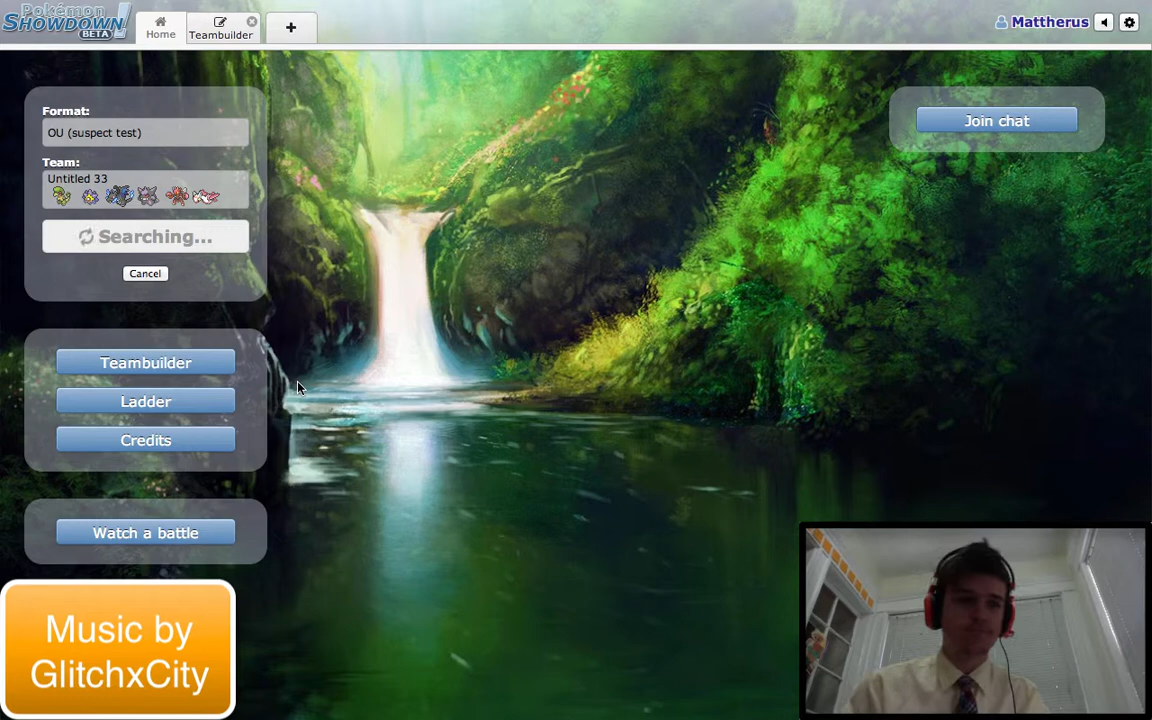 Pokémon
SHOWDOWN!
BETA
Home
Teambuilder
+
Mattherus
Format:
OU (suspect test)
Team:
Untitled 33
Searching...
Cancel
Join chat
Teambuilder
Ladder
Credits
Watch a battle
Music by
GlitchxCity